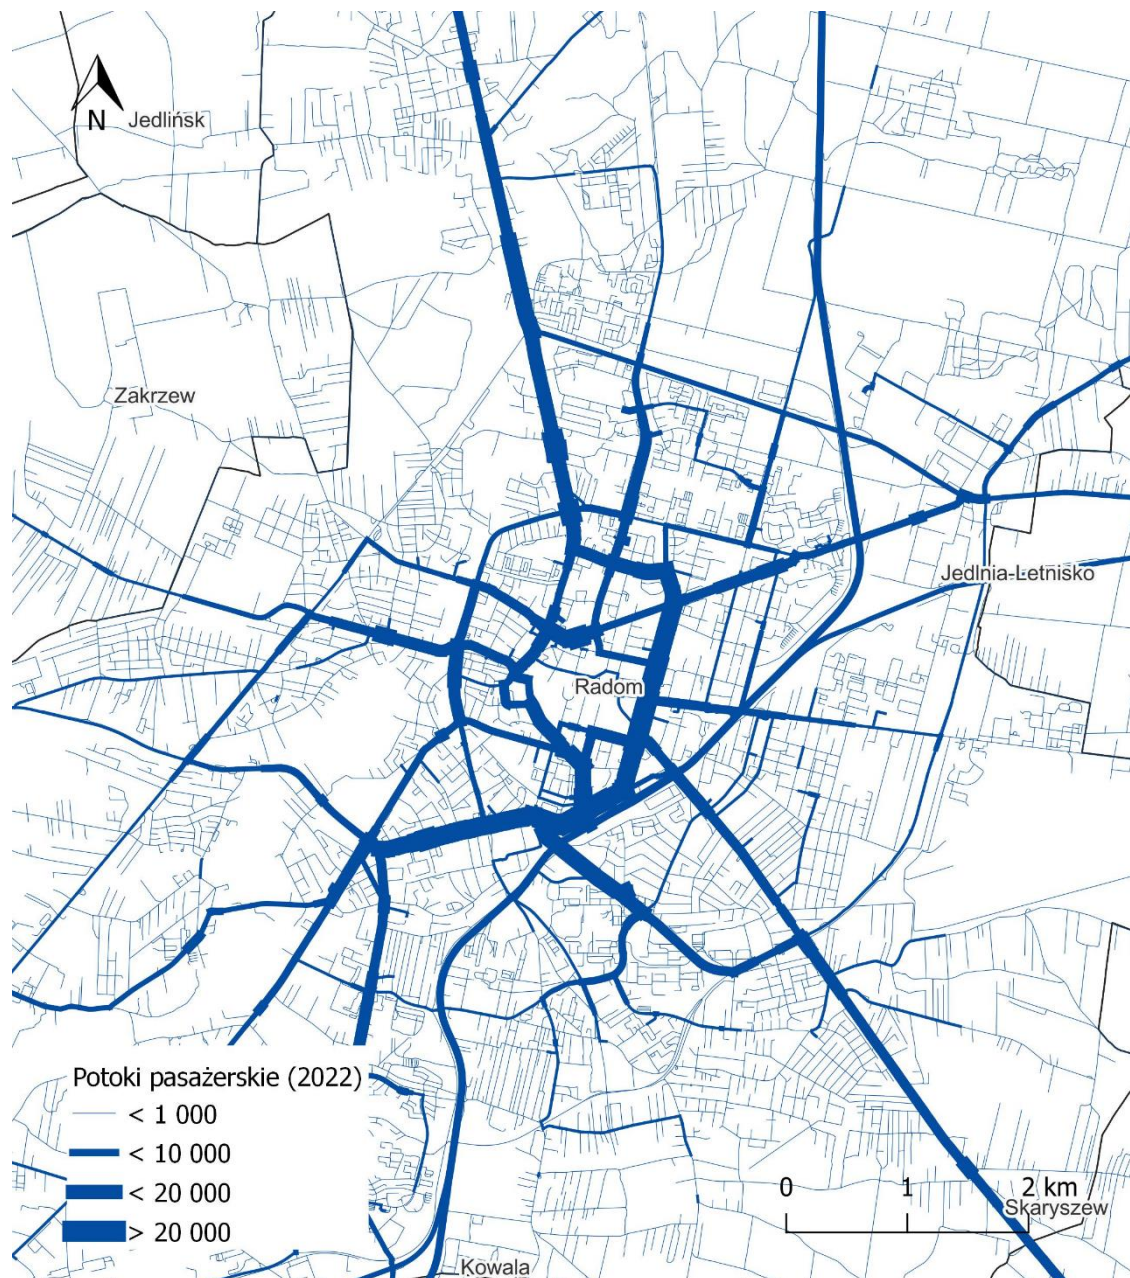 N
Jedlińsk
Zakrzew
Jedlnia-Letnisko
Radom
Potoki pasażerskie (2022)
< 1 000
< 10 000
< 20 000
> 20 000
0 1 2 km
Skaryszew
Kowala